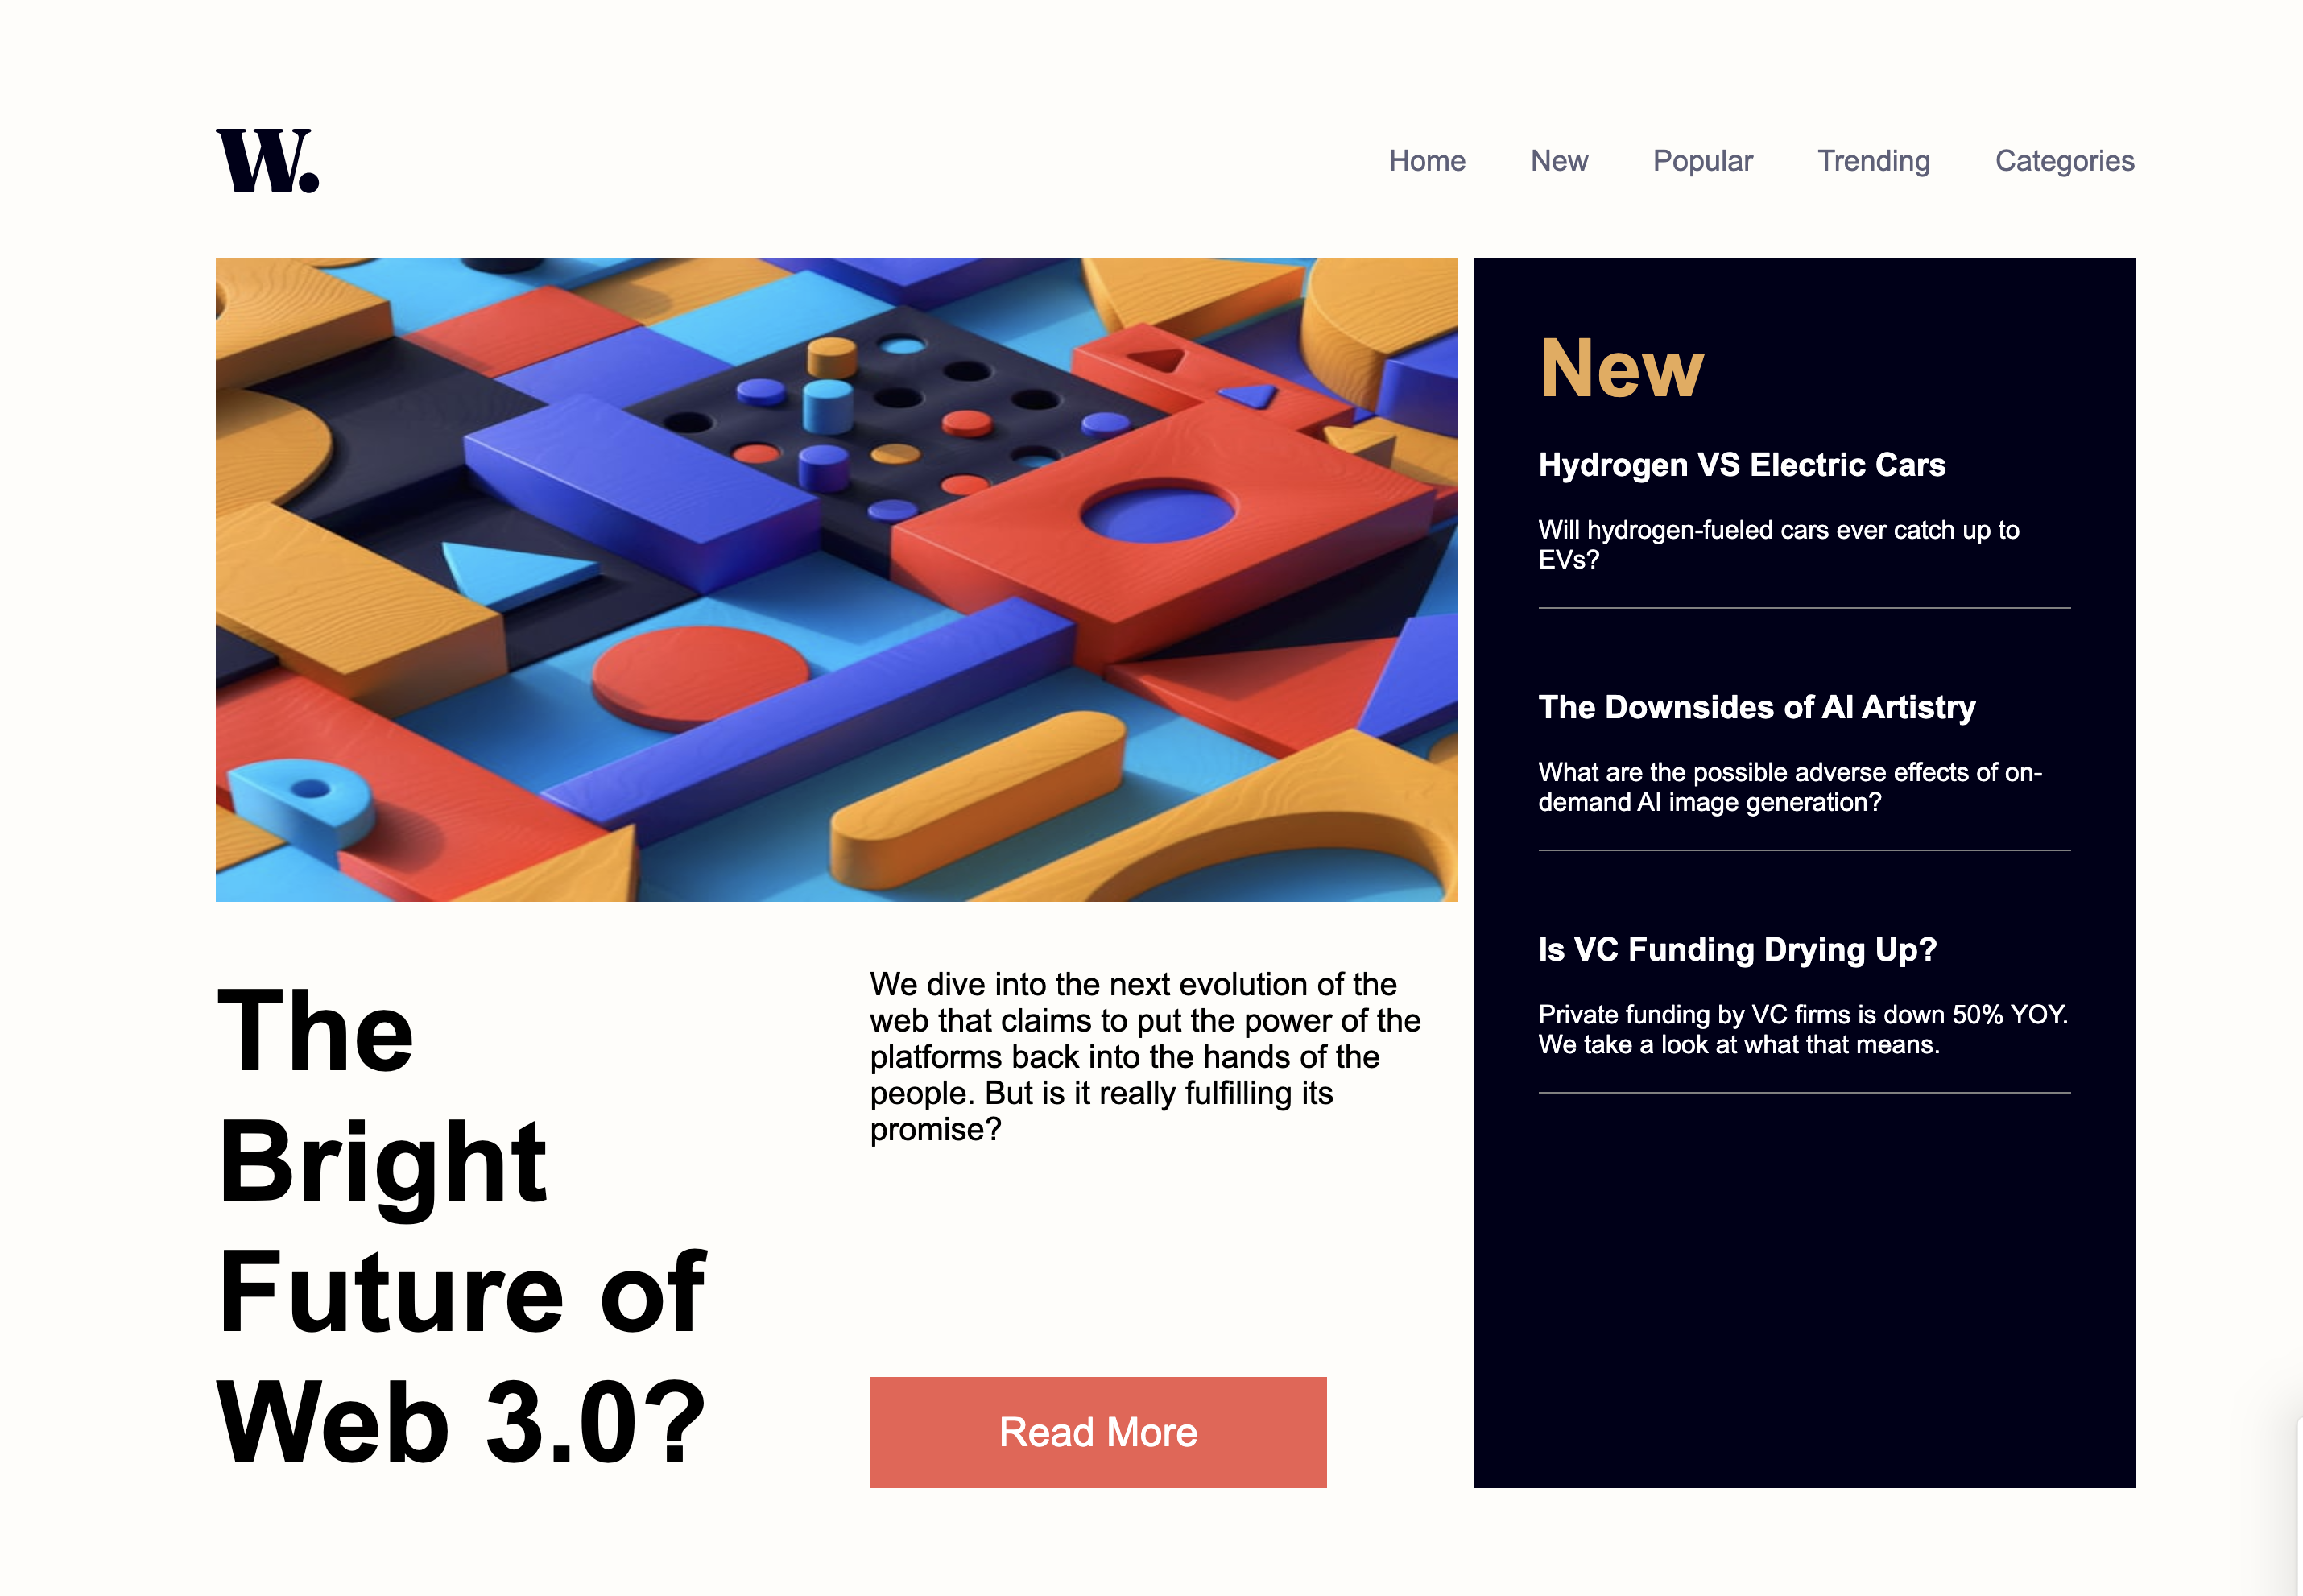 W.
Home New Popular Trending Categories
The
Bright
Future of
Web 3.0?
We dive into the next evolution of the
web that claims to put the power of the
platforms back into the hands of the
people. But is it really fulfilling its
promise?
Read More
New
Hydrogen VS Electric Cars
Will hydrogen-fueled cars ever catch up to
EVs?
The Downsides of AI Artistry
What are the possible adverse effects of on-
demand AI image generation?
Is VC Funding Drying Up?
Private funding by VC firms is down 50% YOY.
We take a look at what that means.